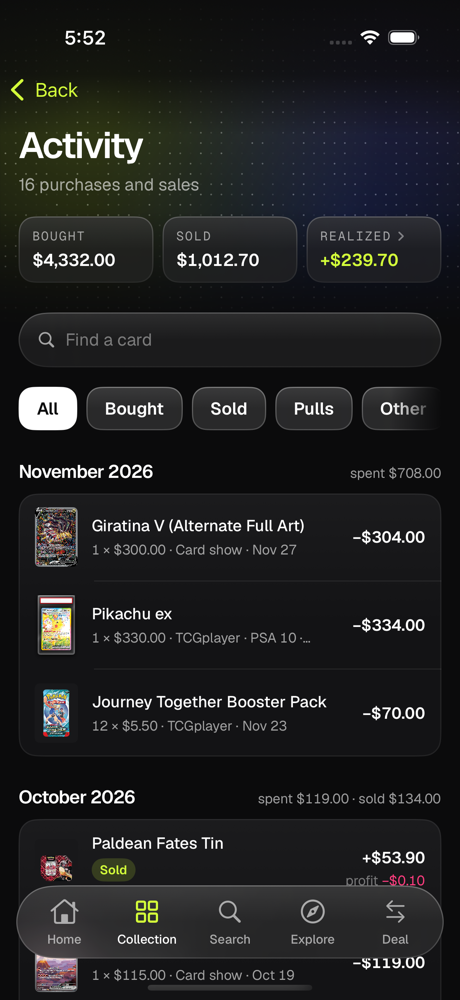 5:52
Back
Activity
16 purchases and sales
BOUGHT
$4,332.00
SOLD
$1,012.70
REALIZED >
+$239.70
Find a card
All
Bought
Sold
Pulls
Other
November 2026
spent $708.00
Giratina V (Alternate Full Art)
1 × $300.00 · Card show · Nov 27
−$304.00
Pikachu ex
1 × $330.00 · TCGplayer · PSA 10 ·...
−$334.00
Journey Together Booster Pack
12 × $5.50 · TCGplayer · Nov 23
−$70.00
October 2026
spent $119.00 · sold $134.00
Paldean Fates Tin
Sold
+$53.90
profit −$0.10
Home
Collection
Search
Explore
Deal
1 × $115.00 · Card show · Oct 19
−$119.00